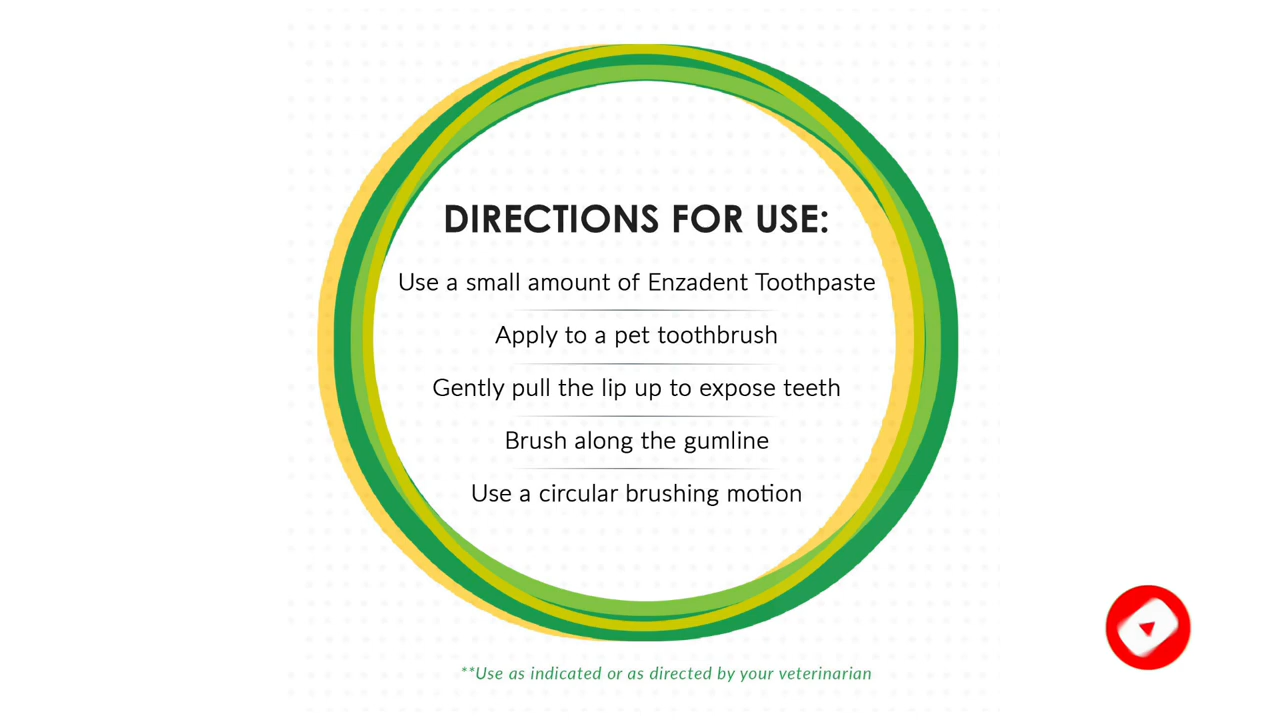 DIRECTIONS FOR USE:
Use a small amount of Enzadent Toothpaste
Apply to a pet toothbrush
Gently pull the lip up to expose teeth
Brush along the gumline
Use a circular brushing motion
**Use as indicated or as directed by your veterinarian